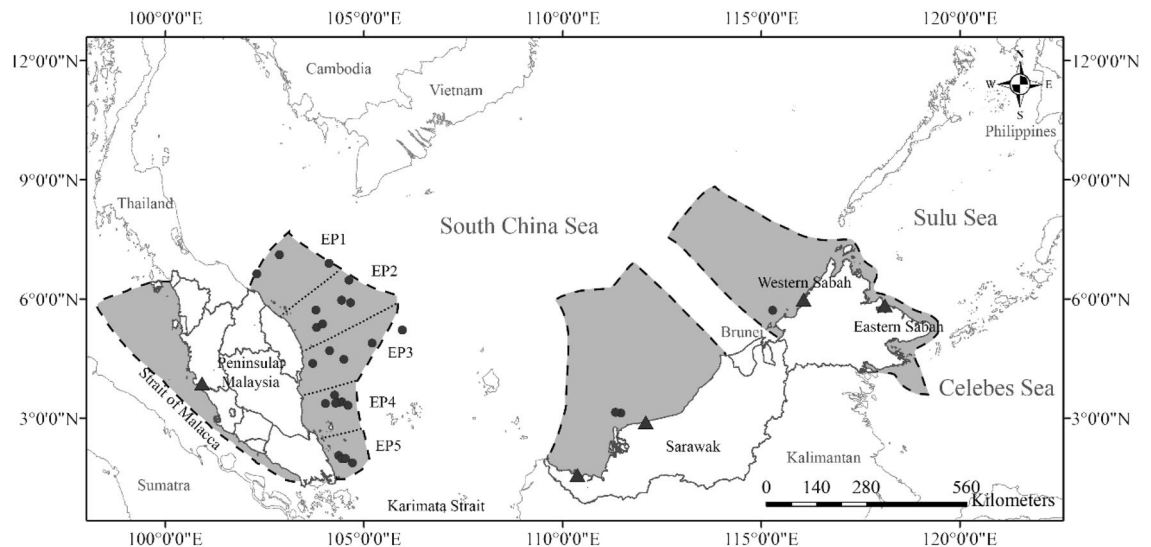 100°0'0"E 105°0'0"E 110°0'0"E 115°0'0"E 120°0'0"E
12°0'0"N 12°0'0"N
Cambodia
Vietnam
N
W E
S
Philippines
9°0'0"N 9°0'0"N
Thailand
South China Sea
Sulu Sea
EP1
EP2
6°0'0"N 6°0'0"N
Western Sabah
Brunei
Eastern Sabah
EP3
Peninsular
Malaysia
Strait of Malacca
EP4
Celebes Sea
3°0'0"N 3°0'0"N
EP5
Sarawak
Kalimantan
Sumatra
Karimata Strait
0 140 280 560
Kilometers
100°0'0"E 105°0'0"E 110°0'0"E 115°0'0"E 120°0'0"E